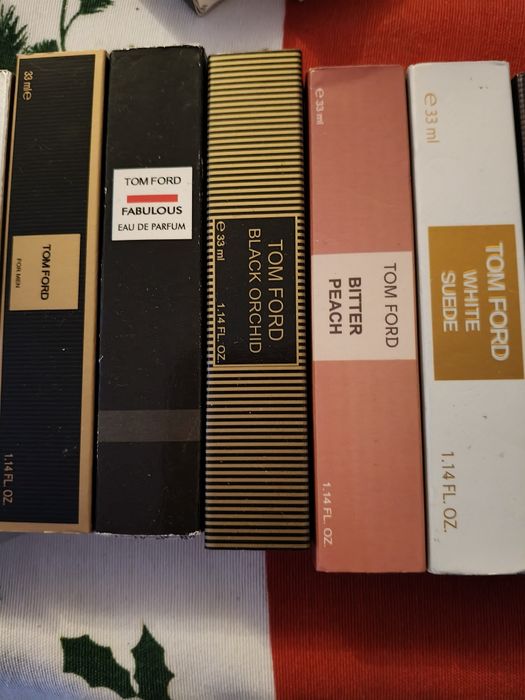 33 ml e
TOM FORD
FOR MEN
1.14 FL. OZ.
TOM FORD
FABULOUS
EAU DE PARFUM
TOM FORD
BLACK ORCHID
e 33 ml
1.14 FL. OZ.
e 33 ml
TOM FORD
BITTER
PEACH
1.14 FL. OZ.
e 33 ml
TOM FORD
WHITE
SUEDE
1.14 FL. OZ.